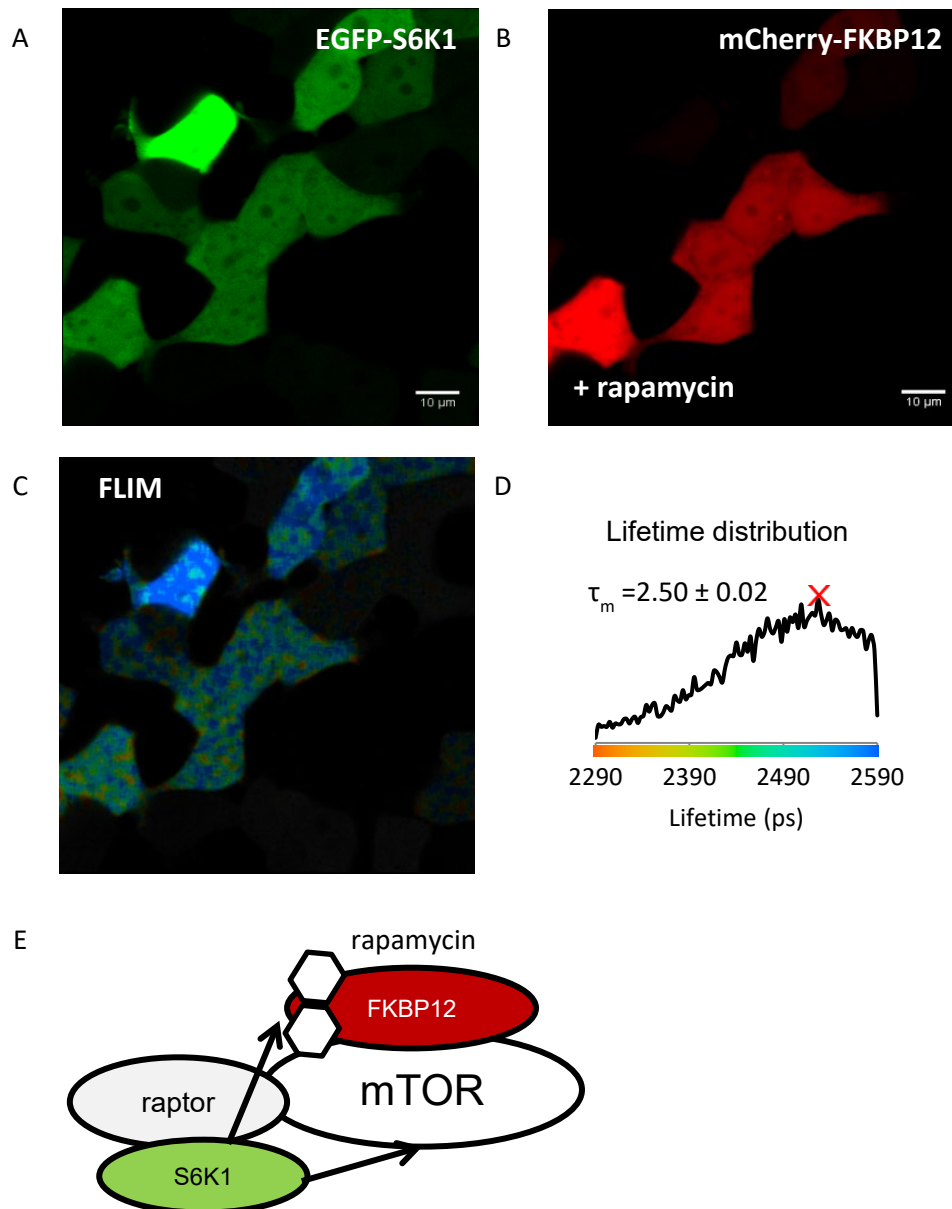 A
EGFP-S6K1
10 µm
B
mCherry-FKBP12
+ rapamycin
10 µm
C
FLIM
D
Lifetime distribution
τm =2.50 ± 0.02
2290 2390 2490 2590
Lifetime (ps)
E
rapamycin
FKBP12
mTOR
raptor
S6K1